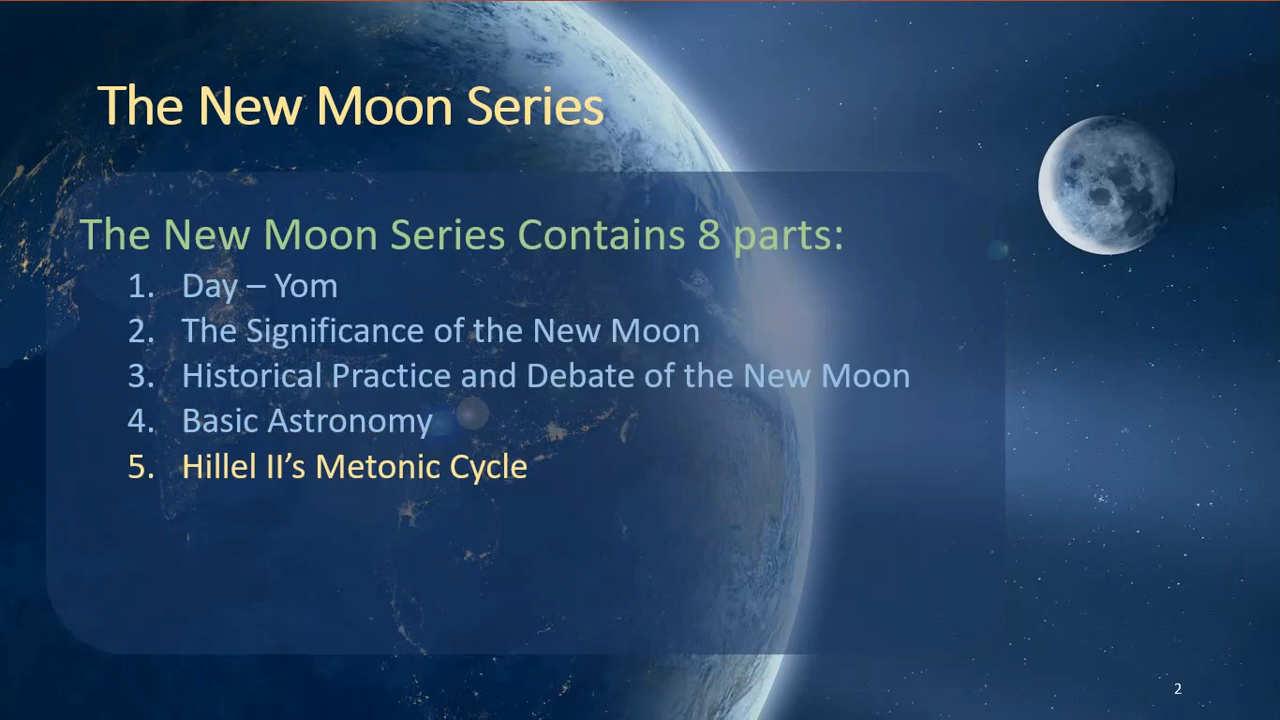 The New Moon Series
The New Moon Series Contains 8 parts:
1. Day – Yom
2. The Significance of the New Moon
3. Historical Practice and Debate of the New Moon
4. Basic Astronomy
5. Hillel II’s Metonic Cycle
2